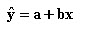 ŷ = a + bx